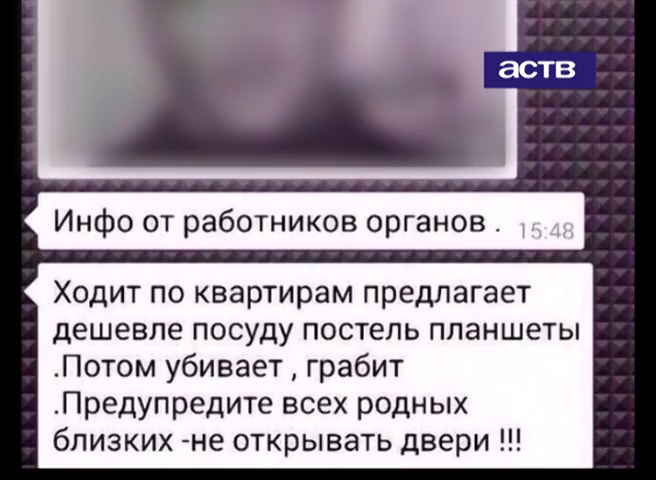 аств
Инфо от работников органов .
15:48
Ходит по квартирам предлагает
дешевле посуду постель планшеты
.Потом убивает , грабит
.Предупредите всех родных
близких -не открывать двери !!!